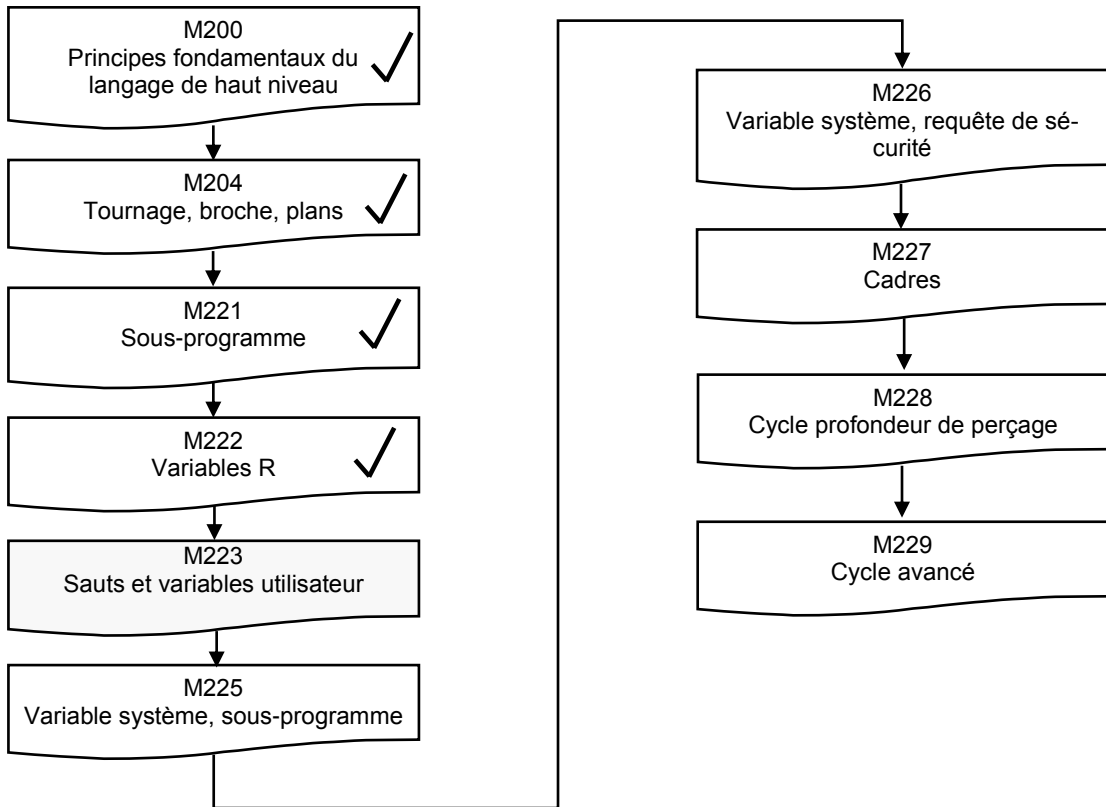 M200
Principes fondamentaux du
langage de haut niveau
M204
Tournage, broche, plans
M221
Sous-programme
M222
Variables R
M223
Sauts et variables utilisateur
M225
Variable système, sous-programme
M226
Variable système, requête de sé-
curité
M227
Cadres
M228
Cycle profondeur de perçage
M229
Cycle avancé